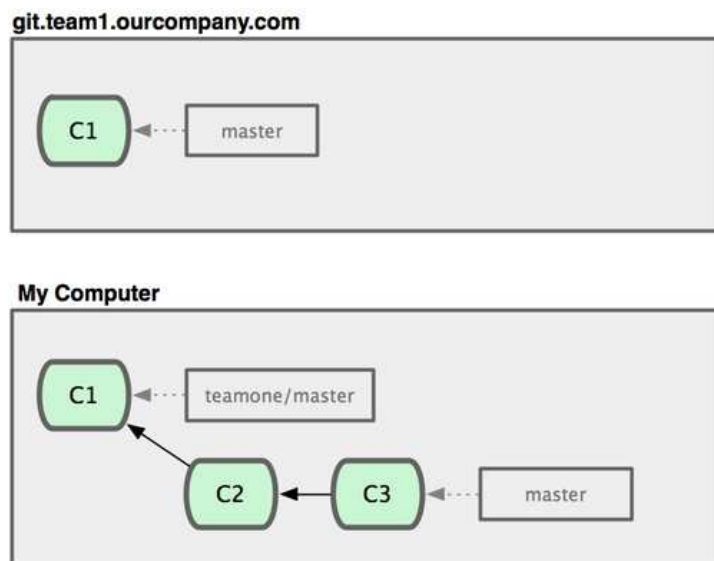 git.team1.ourcompany.com
C1
master
My Computer
C1
teamone/master
C2
C3
master